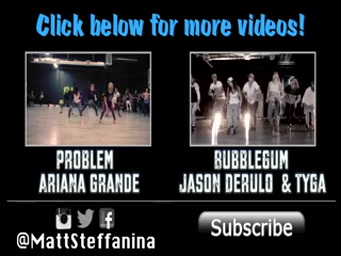 Click below for more videos!
PROBLEM
ARIANA GRANDE
BUBBLEGUM
JASON DERULO & TYGA
@MattSteffanina
Subscribe